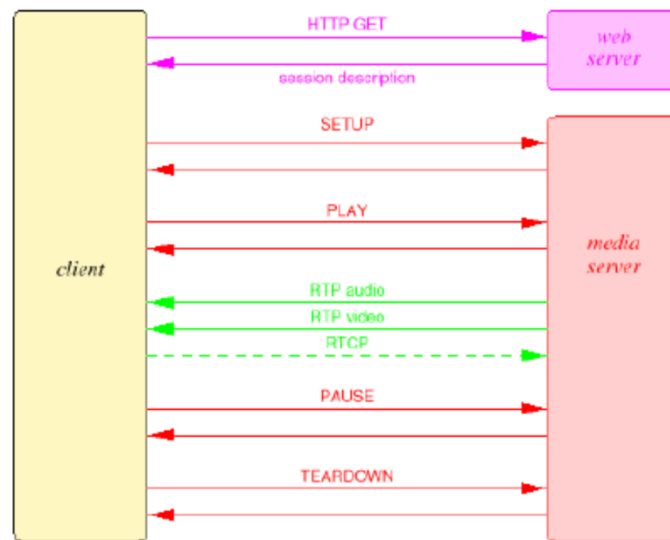 HTTP GET
web
server
session description
SETUP
PLAY
client
media
server
RTP audio
RTP video
RTCP
PAUSE
TEARDOWN